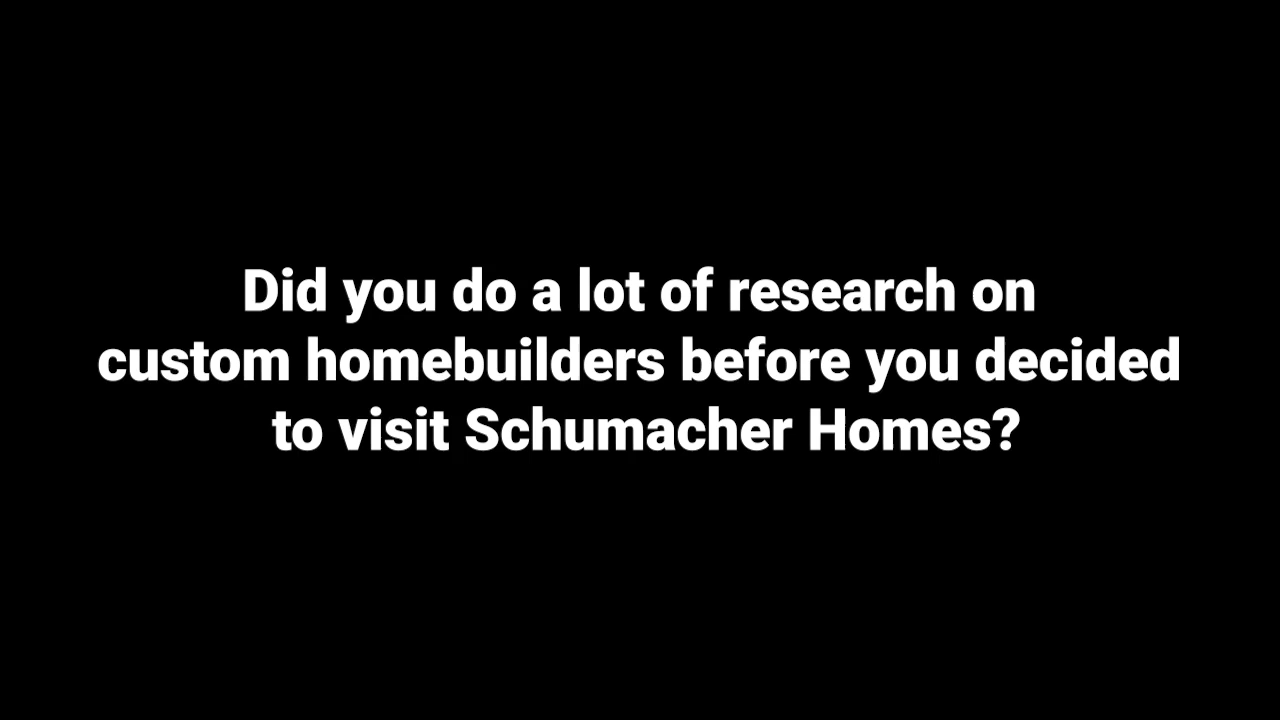 Did you do a lot of research on
custom homebuilders before you decided
to visit Schumacher Homes?